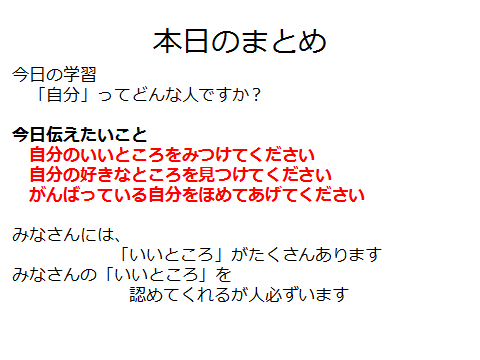 本日のまとめ
今日の学習
「自分」ってどんな人ですか？
今日伝えたいこと
自分のいいところをみつけてください
自分の好きなところを見つけてください
がんばっている自分をほめてあげてください
みなさんには、
「いいところ」がたくさんあります
みなさんの「いいところ」を
認めてくれるが人必ずいます